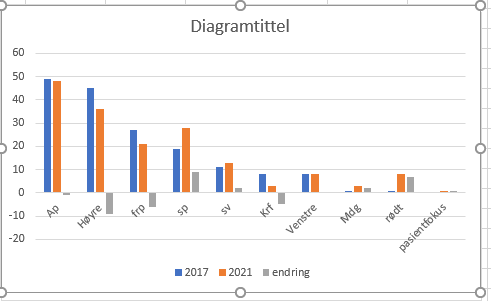 Diagramtittel
60
50
40
30
20
10
0
-10
-20
Ap
Høyre
frp
sp
sv
Krf
Venstre
Mdg
rødt
pasientfokus
2017 2021 endring